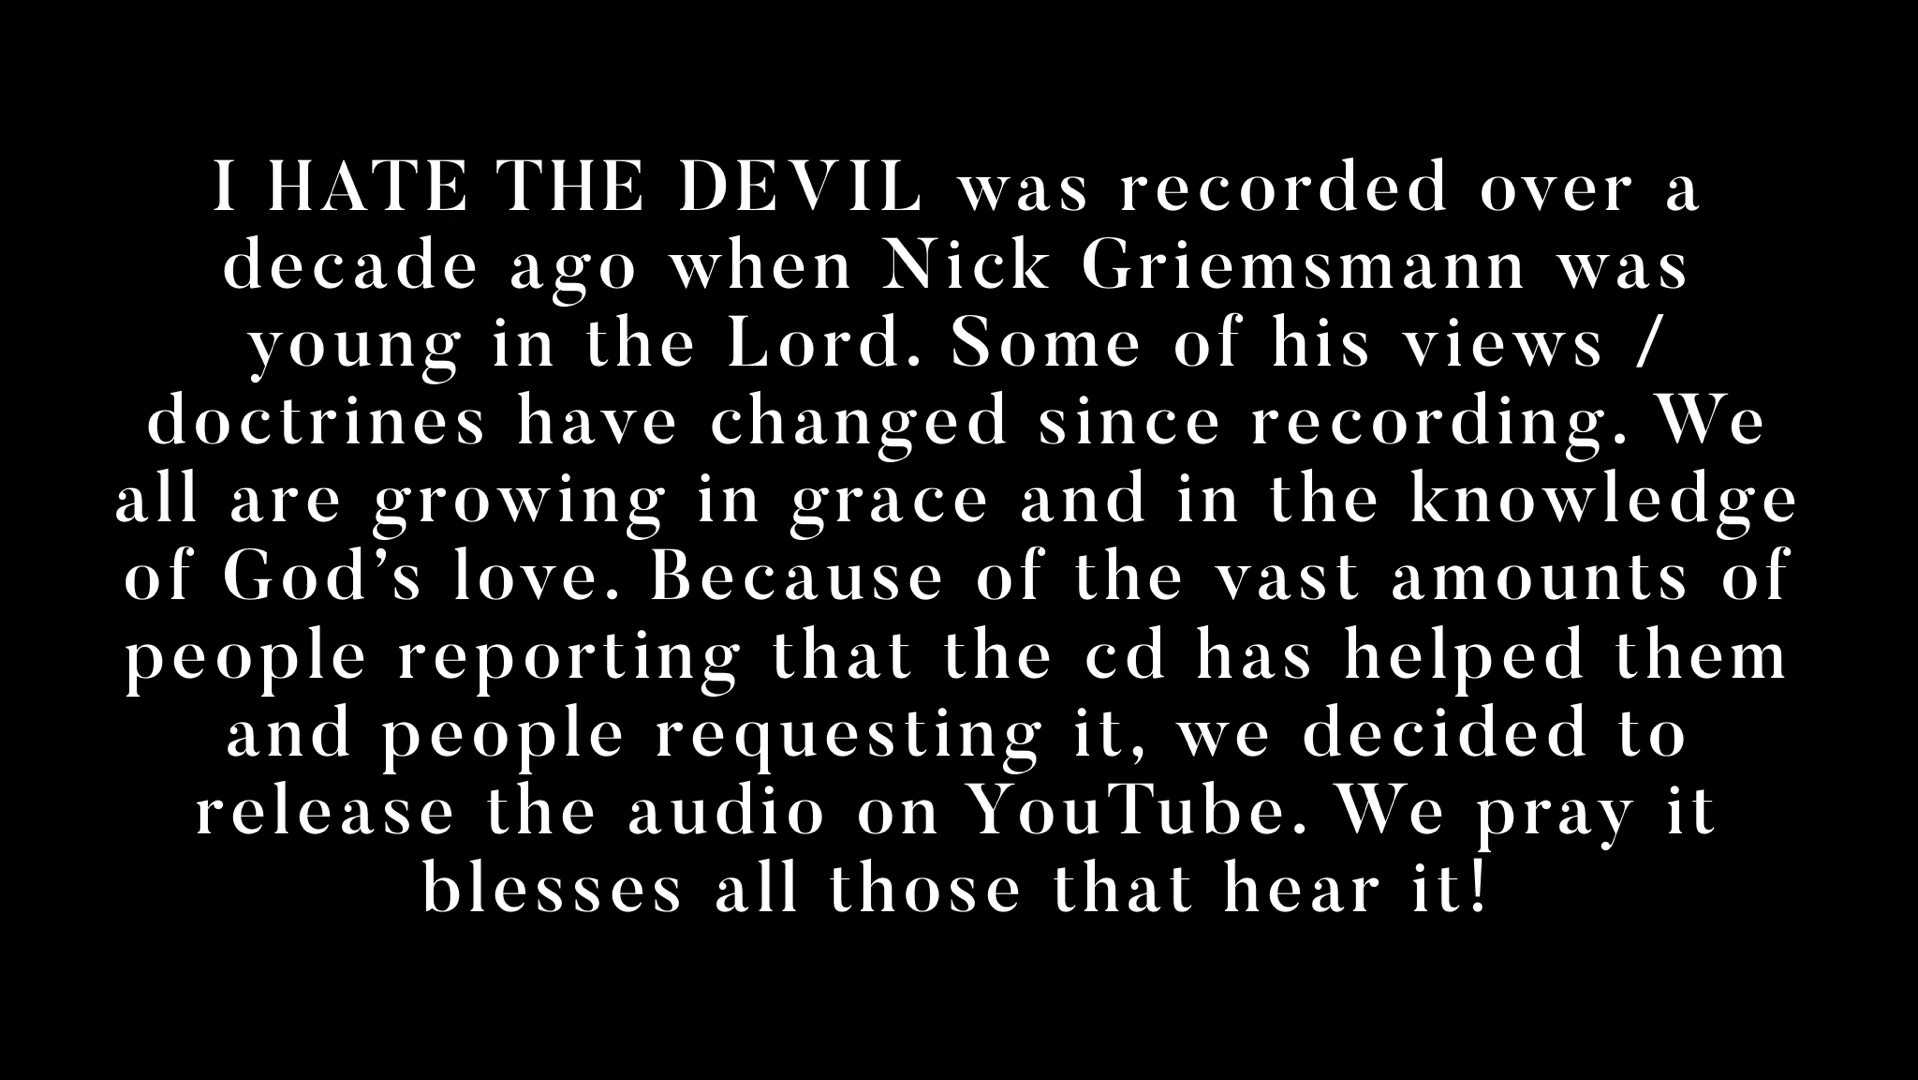 I HATE THE DEVIL was recorded over a
decade ago when Nick Griemsmann was
young in the Lord. Some of his views /
doctrines have changed since recording. We
all are growing in grace and in the knowledge
of God’s love. Because of the vast amounts of
people reporting that the cd has helped them
and people requesting it, we decided to
release the audio on YouTube. We pray it
blesses all those that hear it!